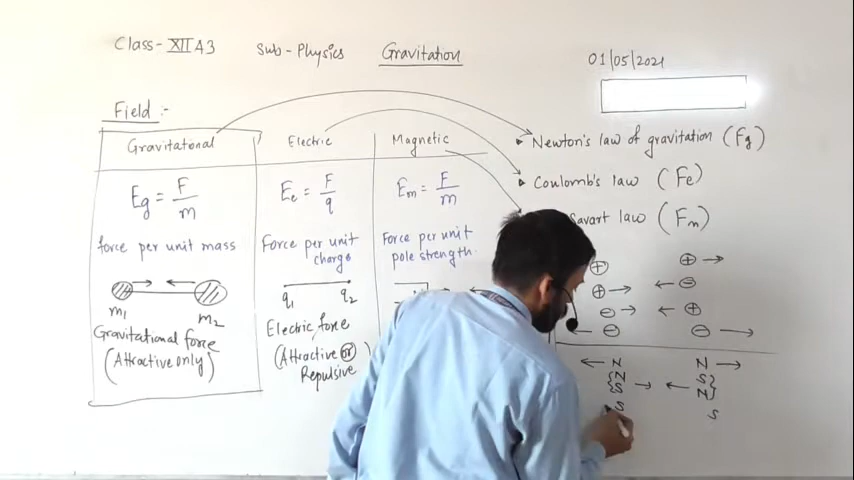 Class-XII A3 Sub-Physics Gravitation 01/05/2021
Field :-
Gravitational Electric Magnetic
Eg = F/m Ee = F/q Em = F/m
force per unit mass
Force per unit charge
Force per unit pole strength.
m1 m2
q1 q2
Gravitational force
(Attractive only)
Electric force
(Attractive or
Repulsive
Newton's law of gravitation (Fg)
Coulomb's law (Fe)
Savart law (Fm)
+ + →
+ → ← -
- → ← +
← - - →
← N N →
N S
S → ← N
S S